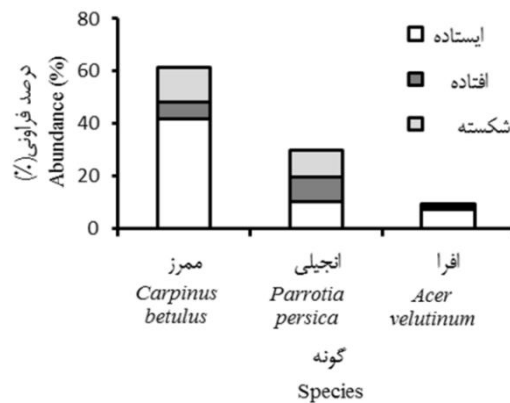 درصد فراونی(%)
Abundance (%)
80
60
40
20
0
ایستاده
افتاده
شکسته
ممرز
Carpinus
betulus
انجیلی
Parrotia
persica
افرا
Acer
velutinum
گونه
Species